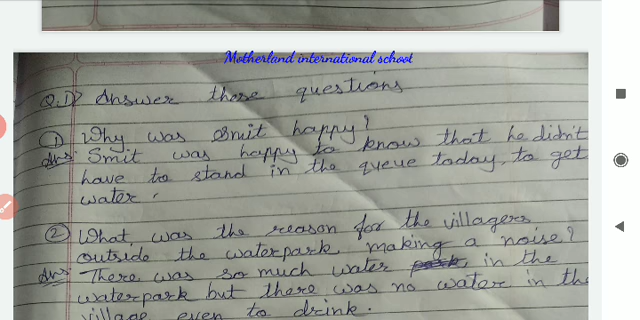 Motherland international school
Q.1) Answer these questions
① Why was Smit happy?
Ans: Smit was happy to know that he didn't
have to stand in the queue today, to get
water.
② What was the reason for the villagers
outside the waterpark making a noise?
Ans: There was so much water park, in the
waterpark but there was no water in the
village even to drink.